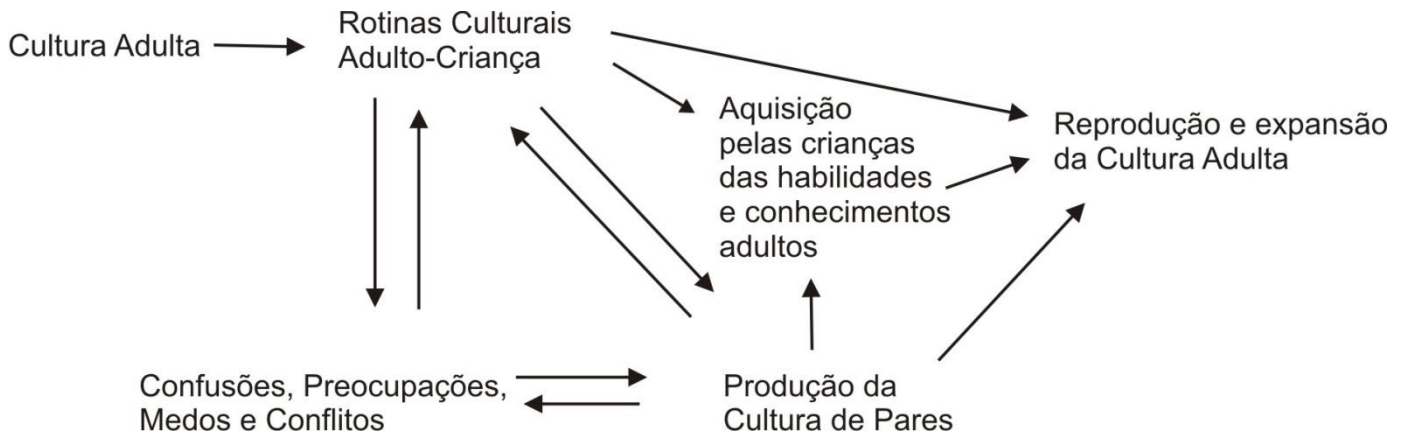 Cultura Adulta
Rotinas Culturais
Adulto-Criança
Aquisição
pelas crianças
das habilidades
e conhecimentos
adultos
Reprodução e expansão
da Cultura Adulta
Confusões, Preocupações,
Medos e Conflitos
Produção da
Cultura de Pares